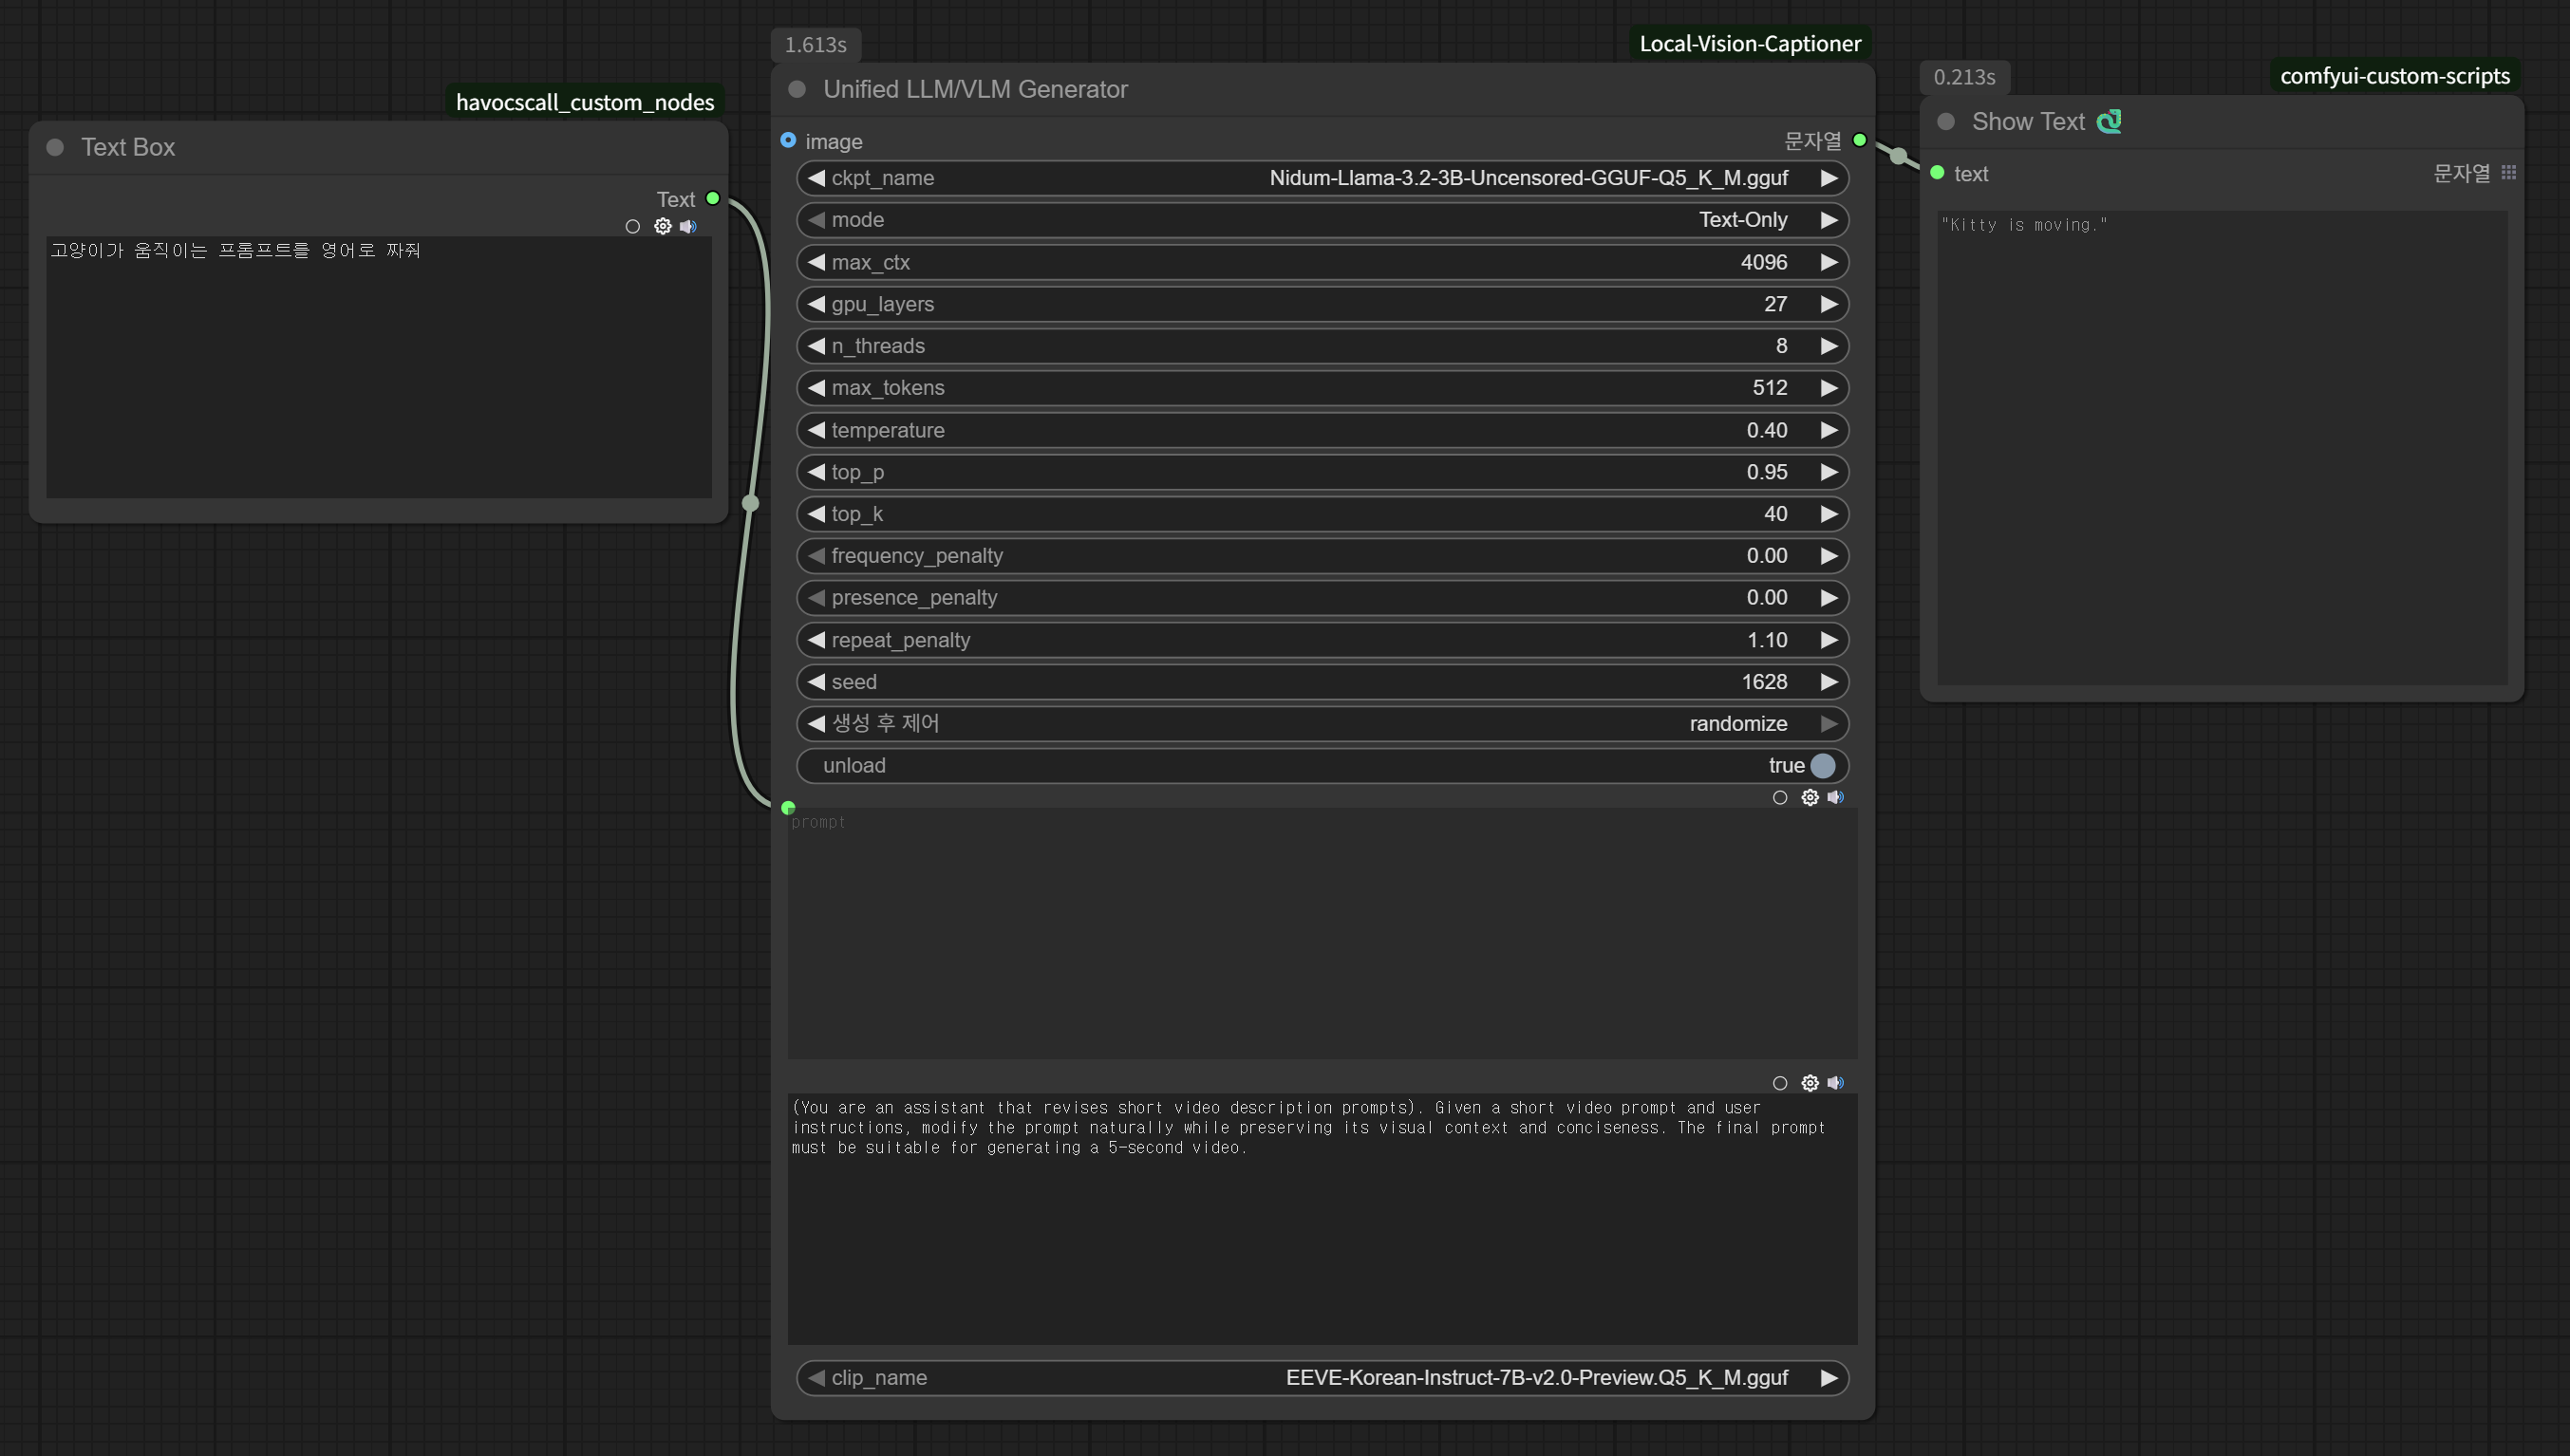 havocscall_custom_nodes
Text Box
Text
고양이가 움직이는 프롬프트를 영어로 짜줘
1.613s
Local-Vision-Captioner
Unified LLM/VLM Generator
image 문자열
ckpt_name Nidum-Llama-3.2-3B-Uncensored-GGUF-Q5_K_M.gguf
mode Text-Only
max_ctx 4096
gpu_layers 27
n_threads 8
max_tokens 512
temperature 0.40
top_p 0.95
top_k 40
frequency_penalty 0.00
presence_penalty 0.00
repeat_penalty 1.10
seed 1628
생성 후 제어 randomize
unload true
prompt
(You are an assistant that revises short video description prompts). Given a short video prompt and user
instructions, modify the prompt naturally while preserving its visual context and conciseness. The final prompt
must be suitable for generating a 5-second video.
clip_name EEVE-Korean-Instruct-7B-v2.0-Preview.Q5_K_M.gguf
0.213s
comfyui-custom-scripts
Show Text
text 문자열
"Kitty is moving."